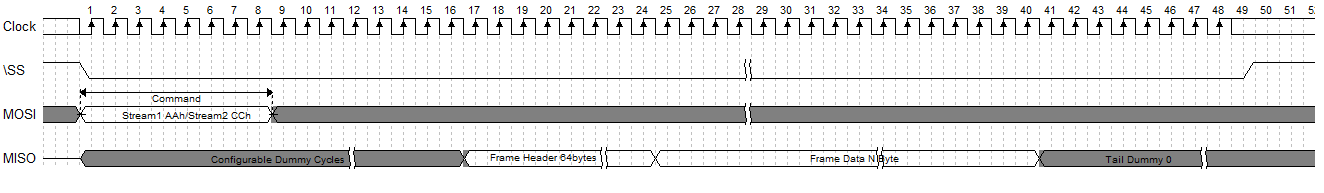 1 2 3 4 5 6 7 8 9 10 11 12 13 14 15 16 17 18 19 20 21 22 23 24 25 26 27 28 29 30 31 32 33 34 35 36 37 38 39 40 41 42 43 44 45 46 47 48 49 50 51
Clock
\SS
Command
MOSI Stream1 AAh/Stream2 CCh
MISO Configurable Dummy Cycles Frame Header 64bytes Frame Data N Byte Tail Dummy 0